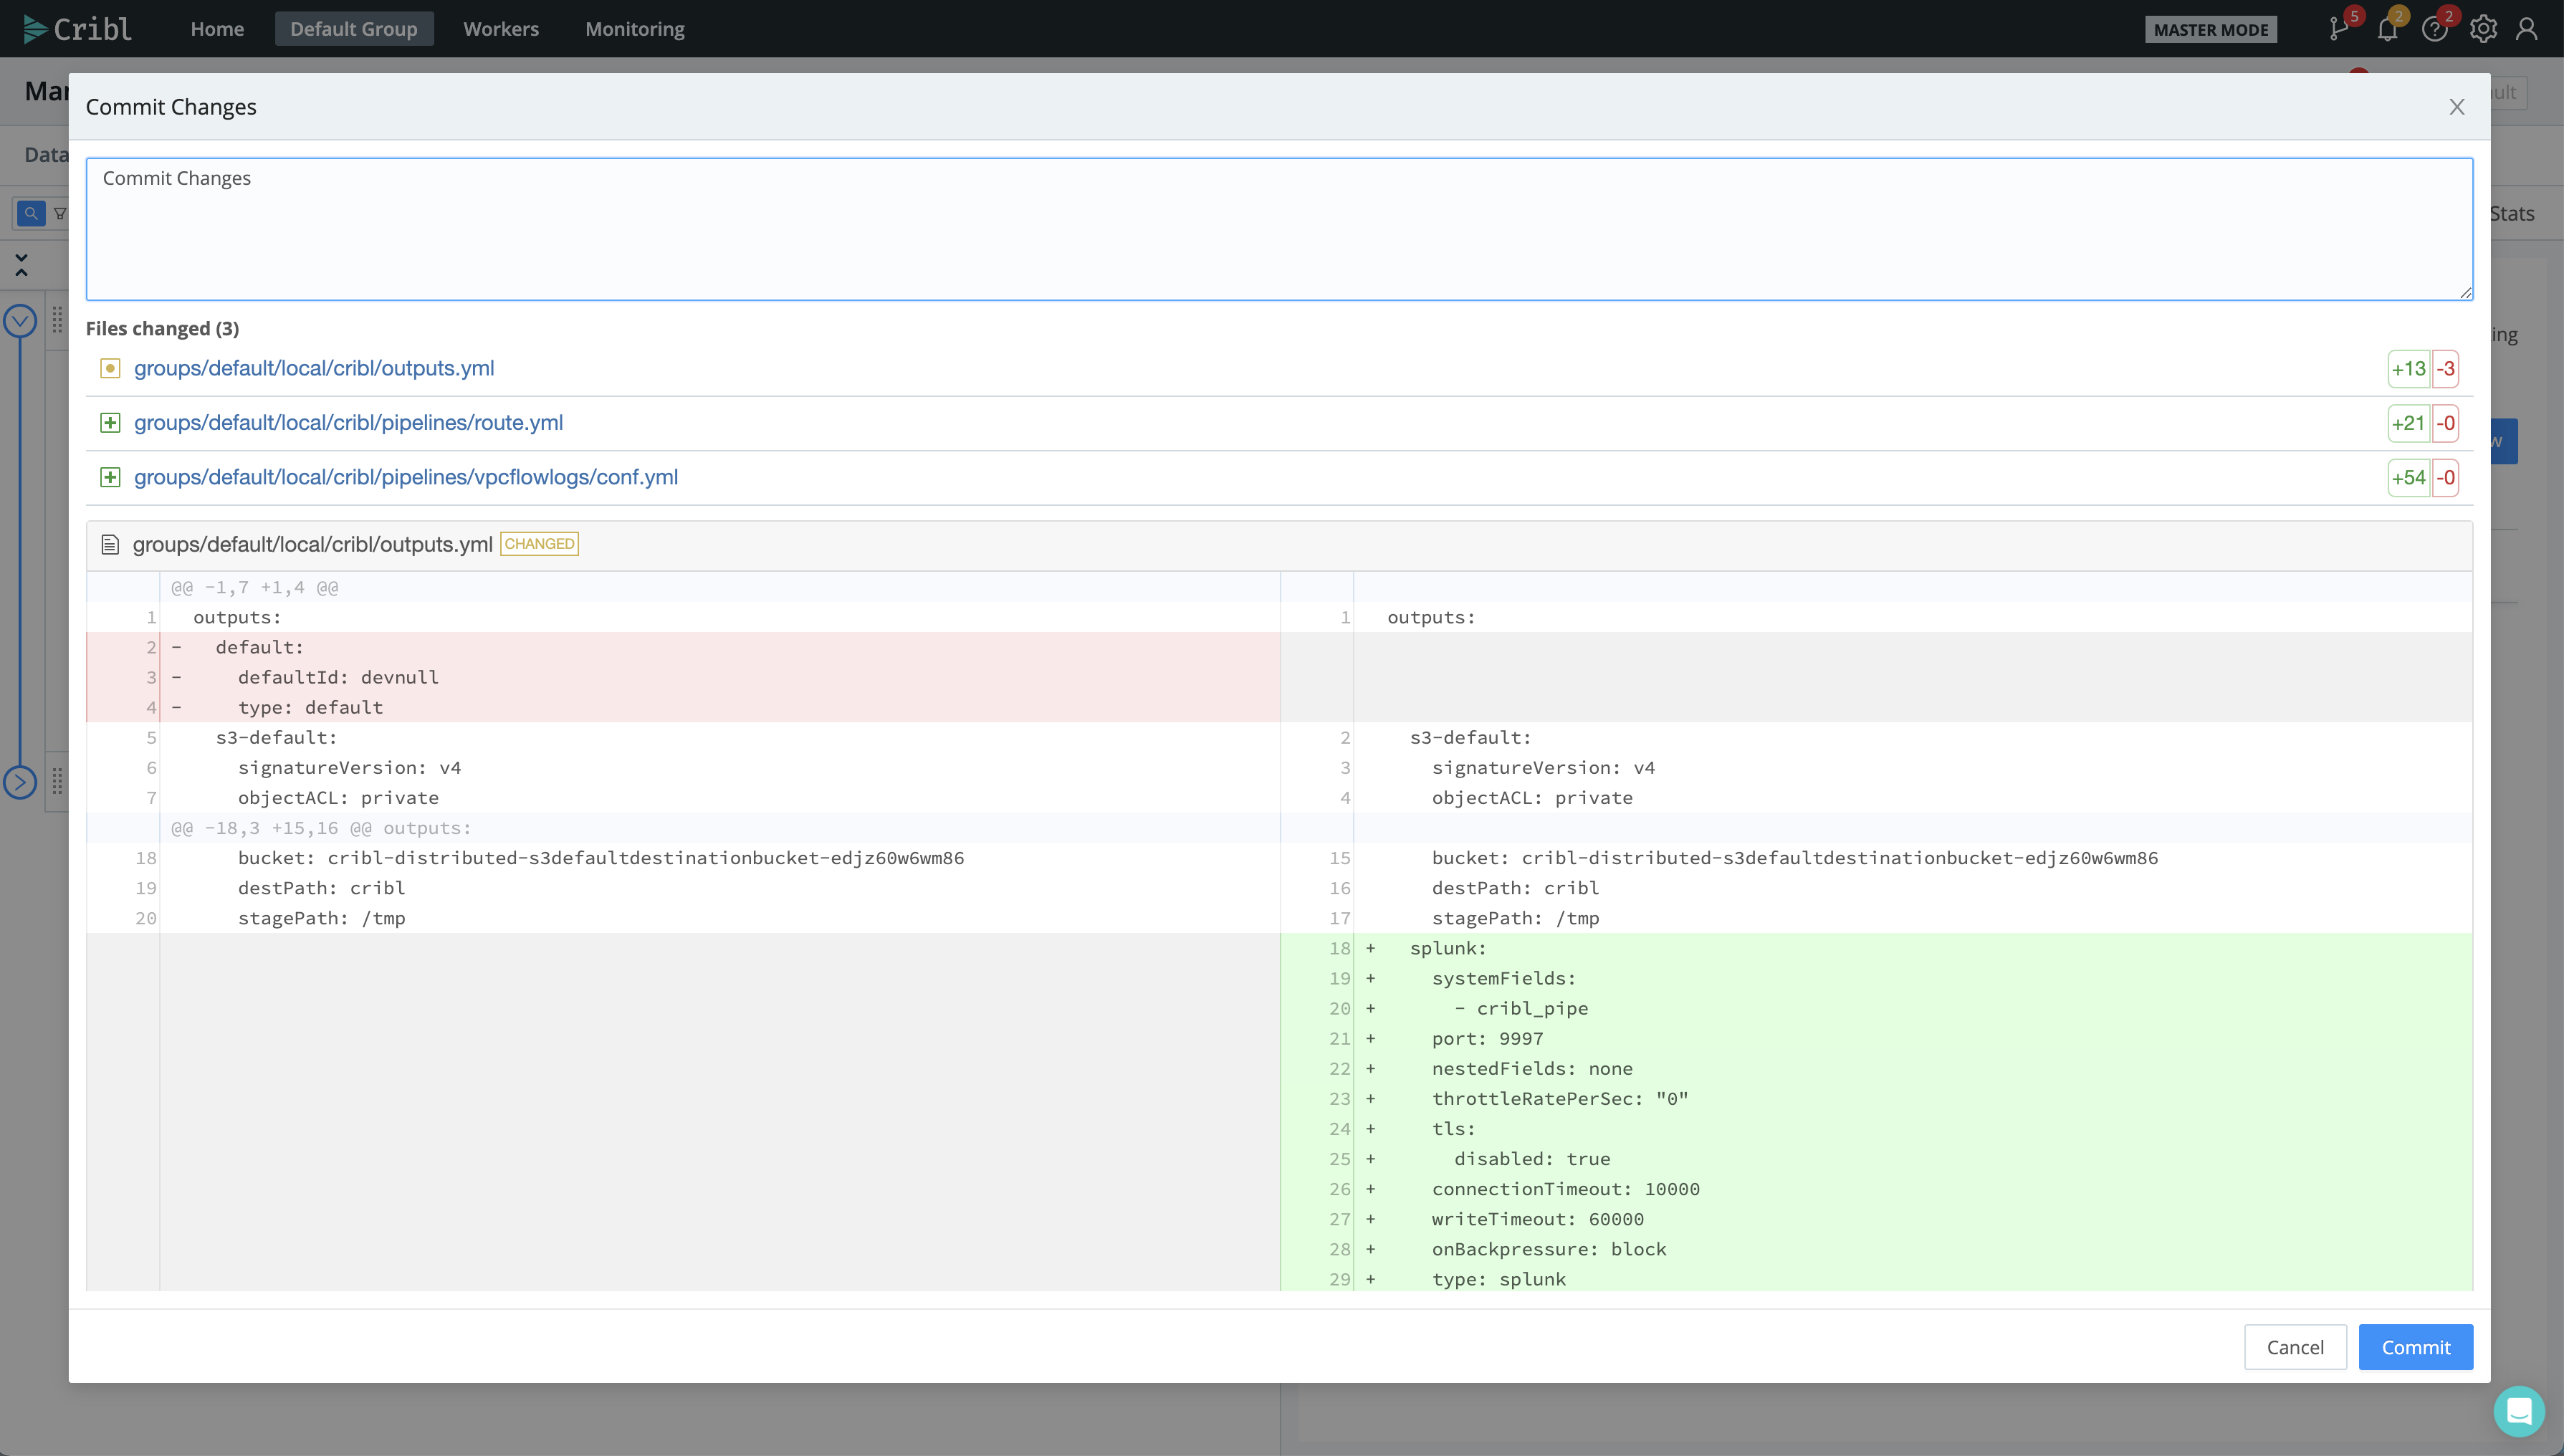 Cribl Home Default Group Workers Monitoring MASTER MODE 5 2 2
Commit Changes
Data
Commit Changes
Stats
Files changed (3)
groups/default/local/cribl/outputs.yml +13 -3
groups/default/local/cribl/pipelines/route.yml +21 -0
groups/default/local/cribl/pipelines/vpcflowlogs/conf.yml +54 -0
groups/default/local/cribl/outputs.yml CHANGED
@@ -1,7 +1,4 @@
1 outputs: 1 outputs:
2 - default:
3 - defaultId: devnull
4 - type: default
5 s3-default: 2 s3-default:
6 signatureVersion: v4 3 signatureVersion: v4
7 objectACL: private 4 objectACL: private
@@ -18,3 +15,16 @@ outputs:
18 bucket: cribl-distributed-s3defaultdestinationbucket-edjz60w6wm86 15 bucket: cribl-distributed-s3defaultdestinationbucket-edjz60w6wm86
19 destPath: cribl 16 destPath: cribl
20 stagePath: /tmp 17 stagePath: /tmp
18 + splunk:
19 + systemFields:
20 + - cribl_pipe
21 + port: 9997
22 + nestedFields: none
23 + throttleRatePerSec: "0"
24 + tls:
25 + disabled: true
26 + connectionTimeout: 10000
27 + writeTimeout: 60000
28 + onBackpressure: block
29 + type: splunk
Cancel Commit